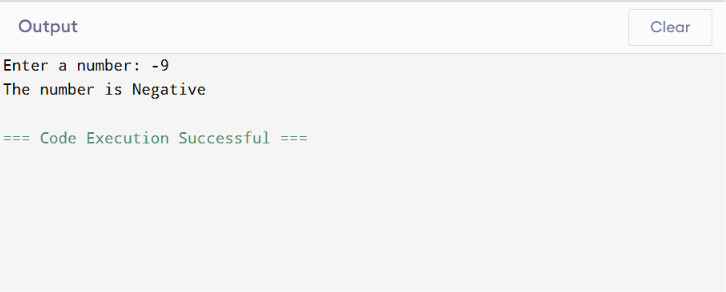 Output
Clear
Enter a number: -9
The number is Negative
=== Code Execution Successful ===